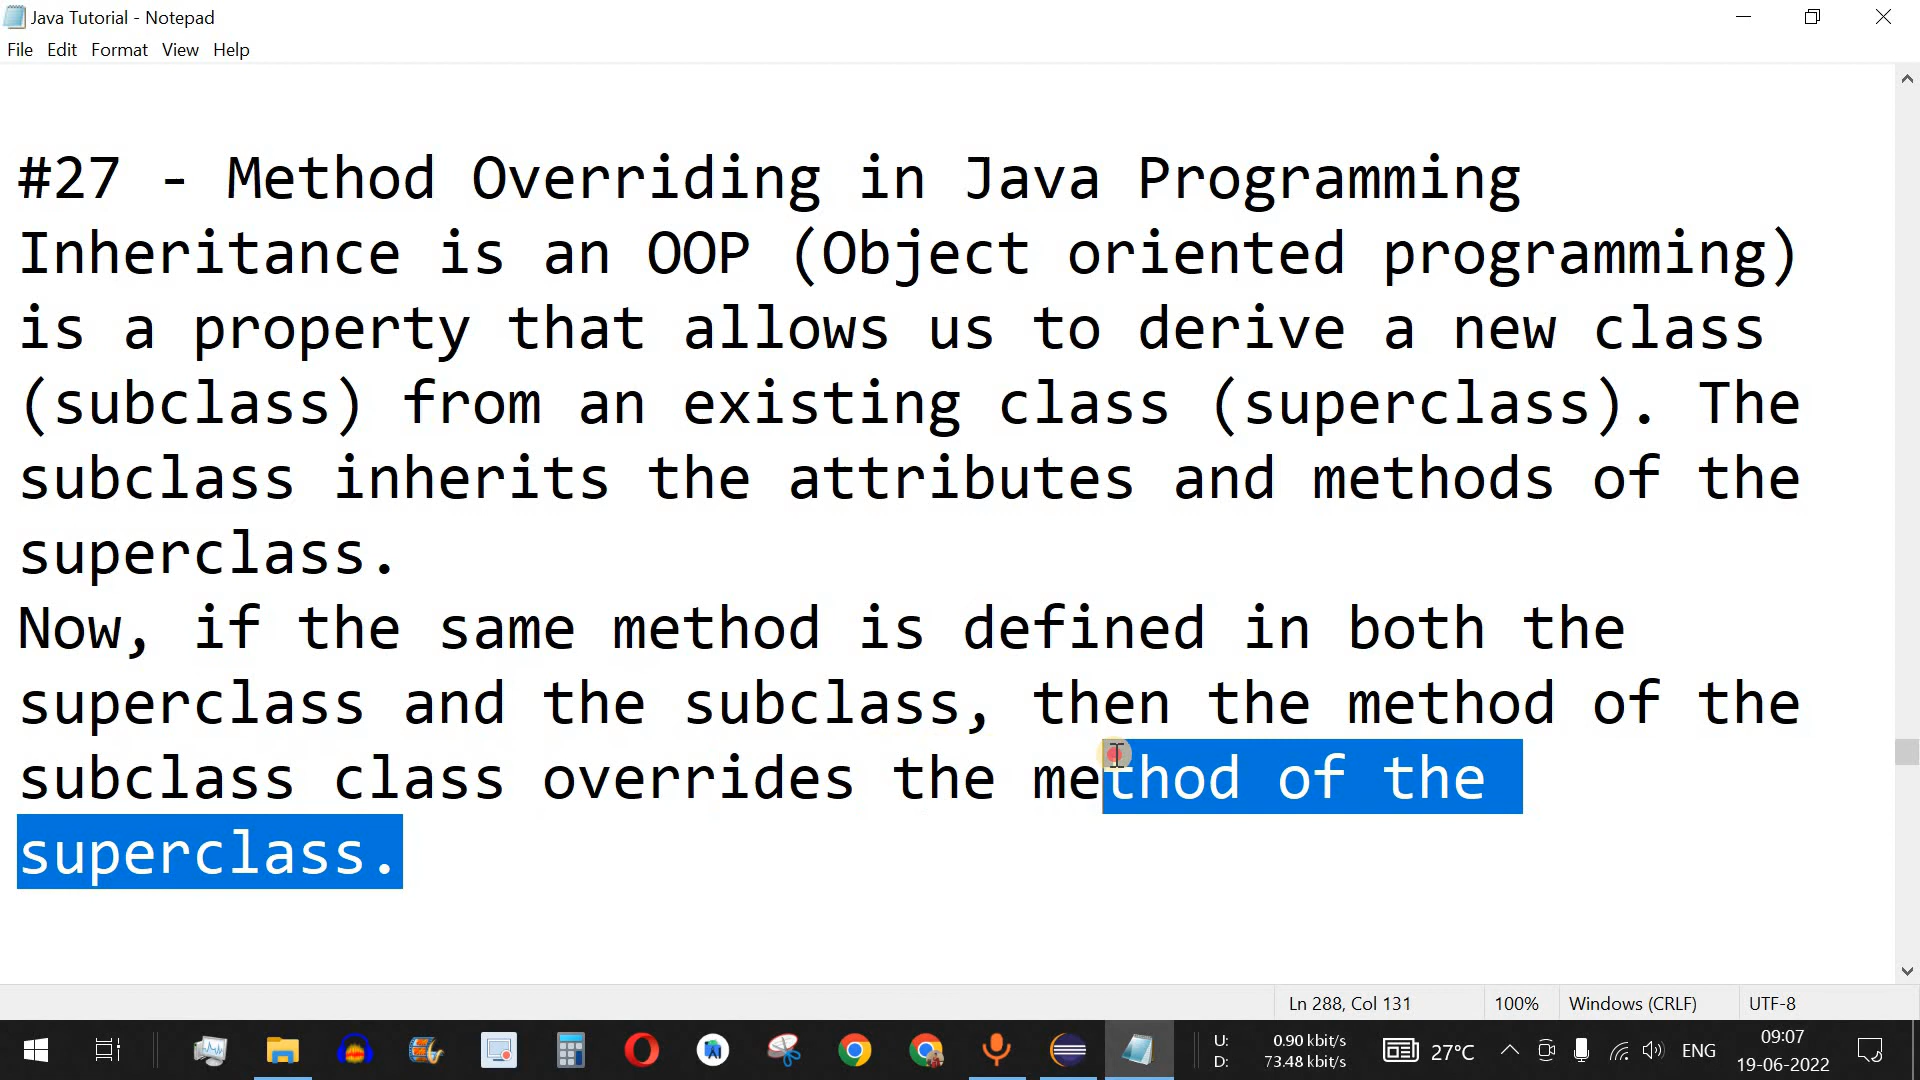 Java Tutorial - Notepad
File Edit Format View Help
#27 - Method Overriding in Java Programming
Inheritance is an OOP (Object oriented programming)
is a property that allows us to derive a new class
(subclass) from an existing class (superclass). The
subclass inherits the attributes and methods of the
superclass.
Now, if the same method is defined in both the
superclass and the subclass, then the method of the
subclass class overrides the method of the
superclass.
Ln 288, Col 131 100% Windows (CRLF) UTF-8
U: 0.90 kbit/s
D: 73.48 kbit/s
27°C
ENG
09:07
19-06-2022